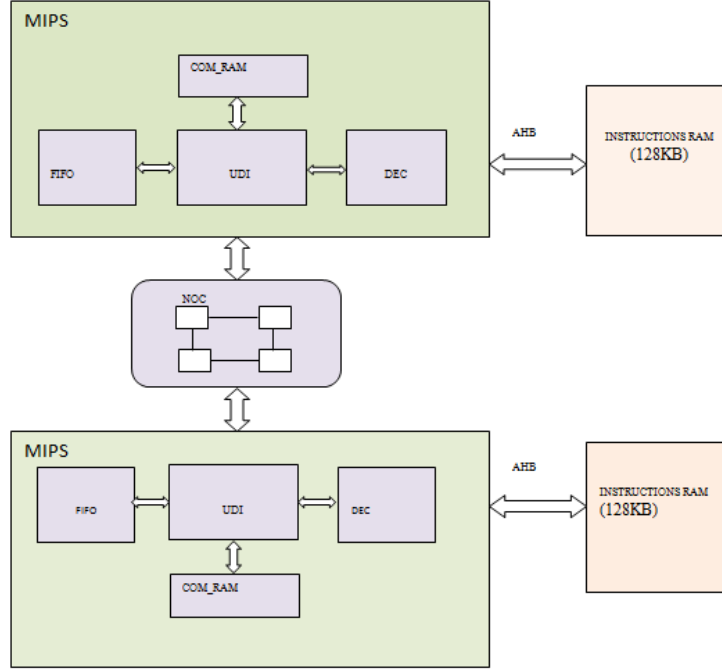 MIPS
COM_RAM
FIFO
UDI
DEC
AHB
INSTRUCTIONS RAM
(128KB)
NOC
MIPS
FIFO
UDI
DEC
COM_RAM
AHB
INSTRUCTIONS RAM
(128KB)